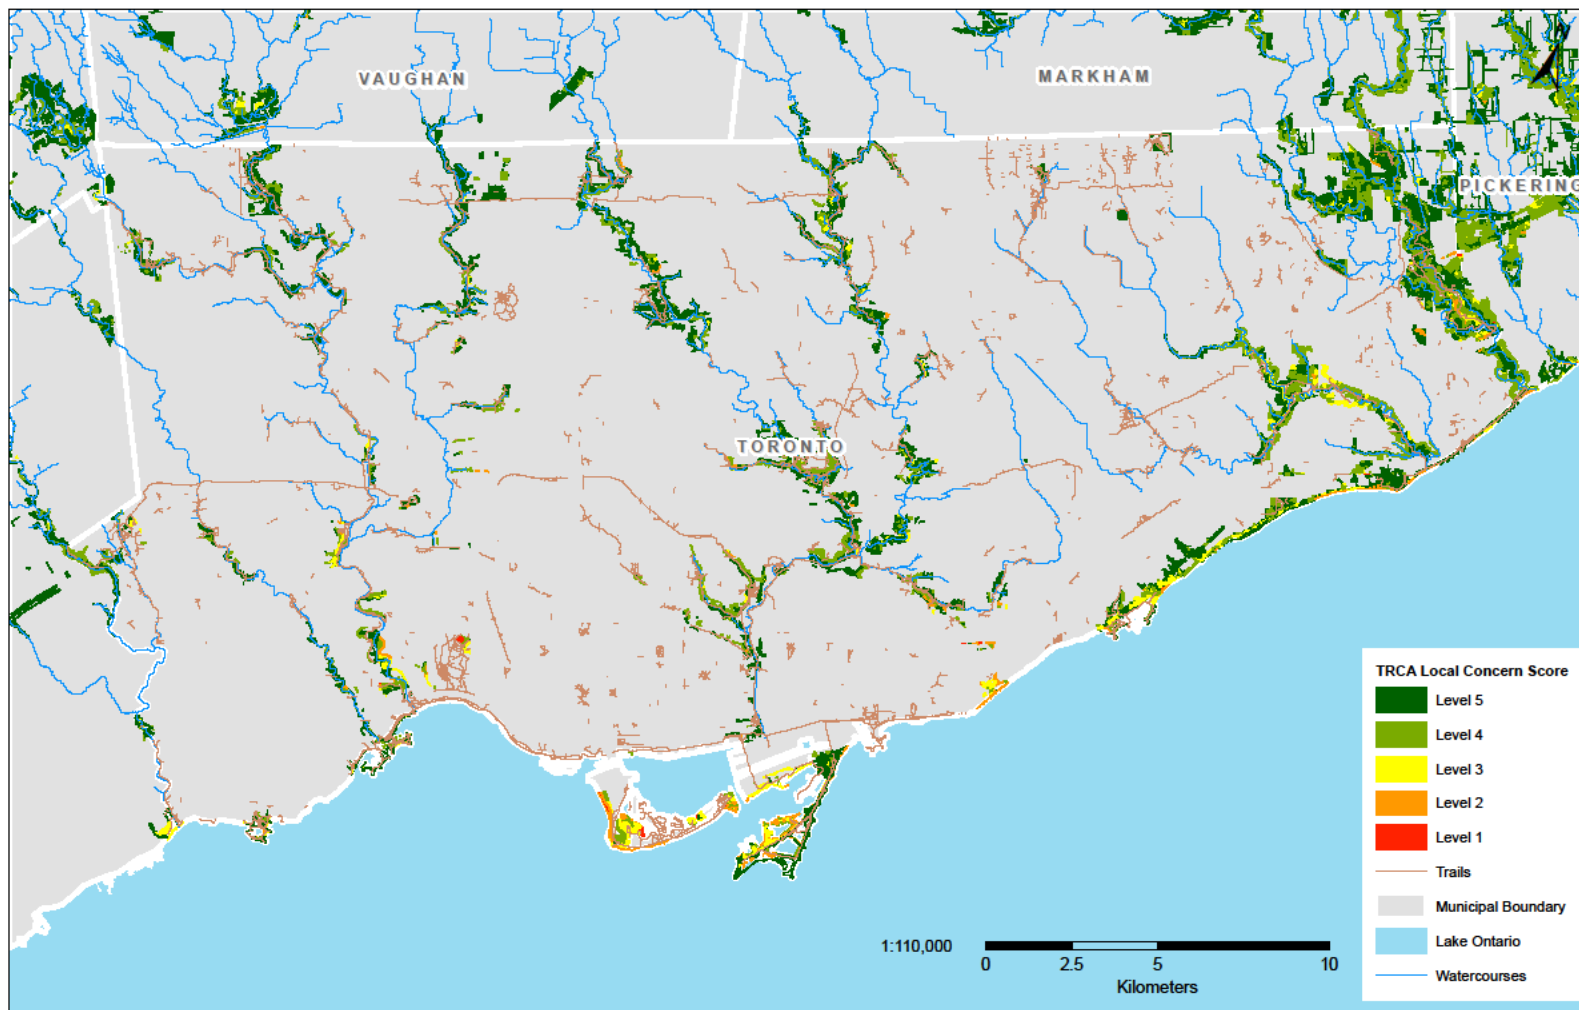 N
VAUGHAN
MARKHAM
PICKERING
TORONTO
TRCA Local Concern Score
Level 5
Level 4
Level 3
Level 2
Level 1
Trails
Municipal Boundary
Lake Ontario
Watercourses
1:110,000
0 2.5 5 10
Kilometers